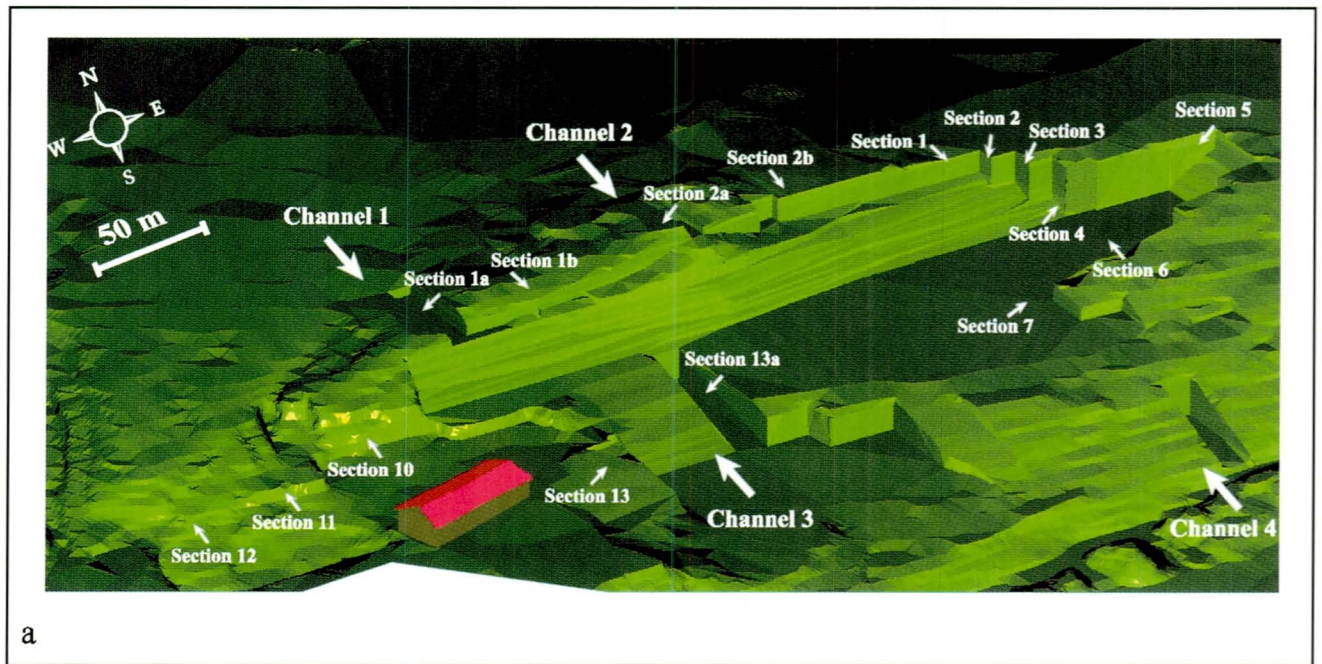 N
E
W
S
50 m
Channel 1
Channel 2
Section 1a
Section 1b
Section 2a
Section 2b
Section 1
Section 2
Section 3
Section 5
Section 4
Section 6
Section 7
Section 13a
Section 10
Section 11
Section 12
Section 13
Channel 3
Channel 4
a